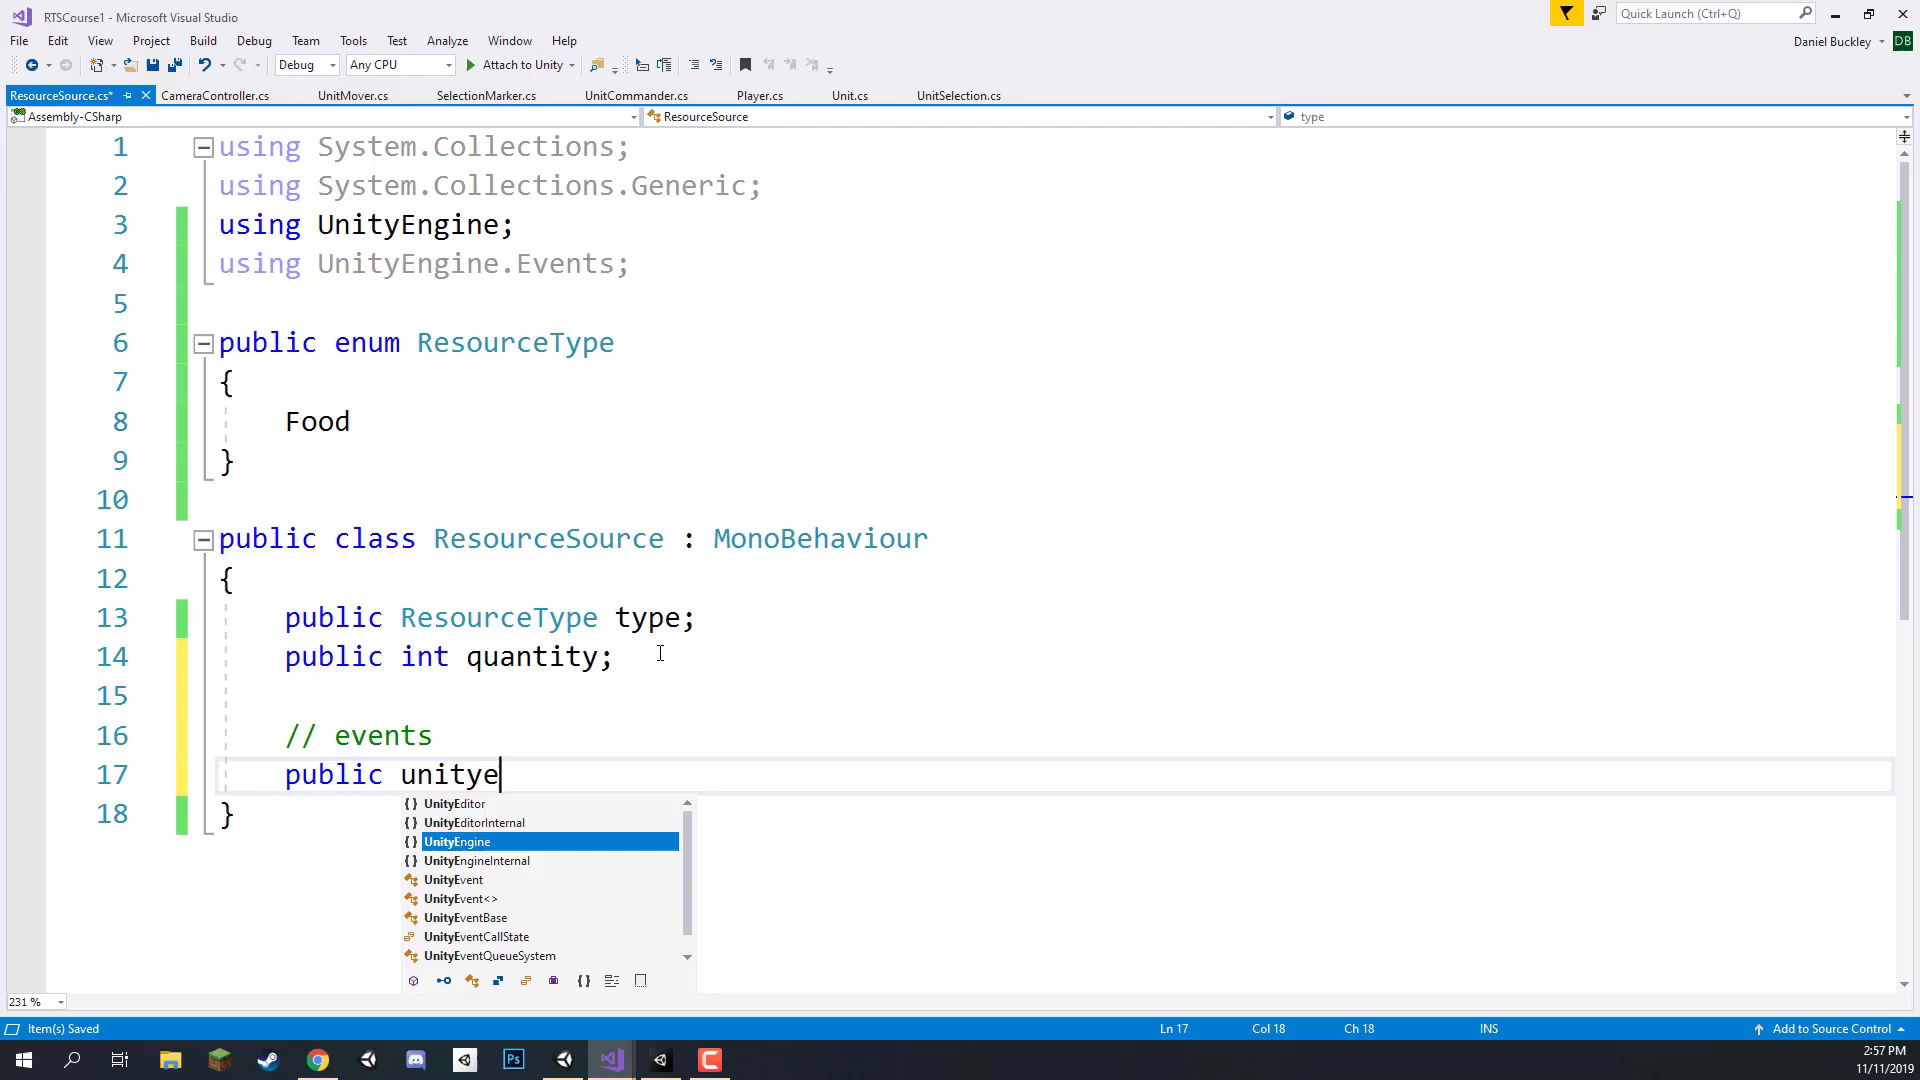 RTSCourse1 - Microsoft Visual Studio
Quick Launch (Ctrl+Q)
File Edit View Project Build Debug Team Tools Test Analyze Window Help
Daniel Buckley DB
Debug Any CPU Attach to Unity
ResourceSource.cs* CameraController.cs UnitMover.cs SelectionMarker.cs UnitCommander.cs Player.cs Unit.cs UnitSelection.cs
Assembly-CSharp ResourceSource type
1 using System.Collections;
2 using System.Collections.Generic;
3 using UnityEngine;
4 using UnityEngine.Events;
5
6 public enum ResourceType
7 {
8 Food
9 }
10
11 public class ResourceSource : MonoBehaviour
12 {
13 public ResourceType type;
14 public int quantity;
15
16 // events
17 public unitye
18 }
{ } UnityEditor
{ } UnityEditorInternal
{ } UnityEngine
{ } UnityEngineInternal
UnityEvent
UnityEvent<>
UnityEventBase
UnityEventCallState
UnityEventQueueSystem
231 %
Item(s) Saved Ln 17 Col 18 Ch 18 INS Add to Source Control
Ps
2:57 PM
11/11/2019